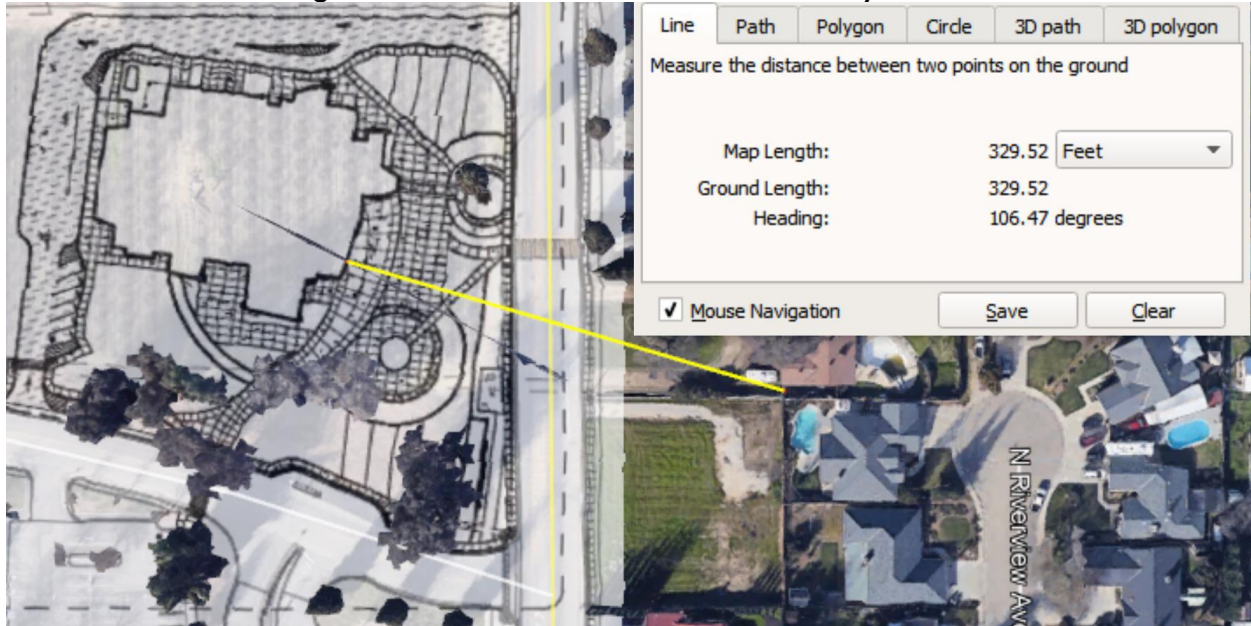 Line Path Polygon Circle 3D path 3D polygon
Measure the distance between two points on the ground
Map Length: 329.52 Feet
Ground Length: 329.52
Heading: 106.47 degrees
Mouse Navigation Save Clear
N Riverview Av